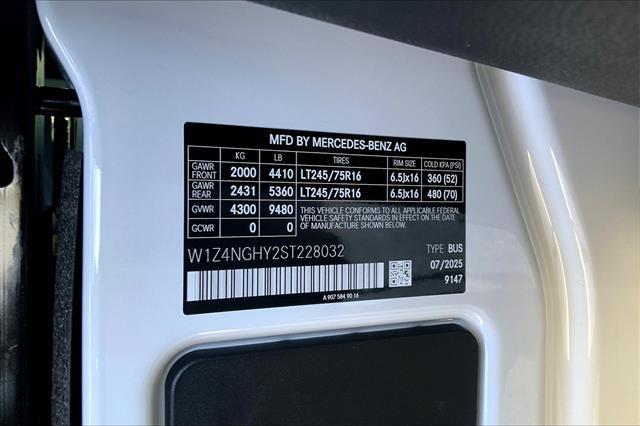 MFD BY MERCEDES-BENZ AG
KG LB TIRES RIM SIZE COLD KPA (PSI)
GAWR FRONT 2000 4410 LT245/75R16 6.5Jx16 360 (52)
GAWR REAR 2431 5360 LT245/75R16 6.5Jx16 480 (70)
GVWR 4300 9480 THIS VEHICLE CONFORMS TO ALL APPLICABLE FEDERAL
VEHICLE SAFETY STANDARDS IN EFFECT ON THE DATE
OF MANUFACTURE SHOWN ABOVE.
GCWR 0 0
W1Z4NGHY2ST228032
TYPE BUS
07/2025
9147
A 907 584 90 16